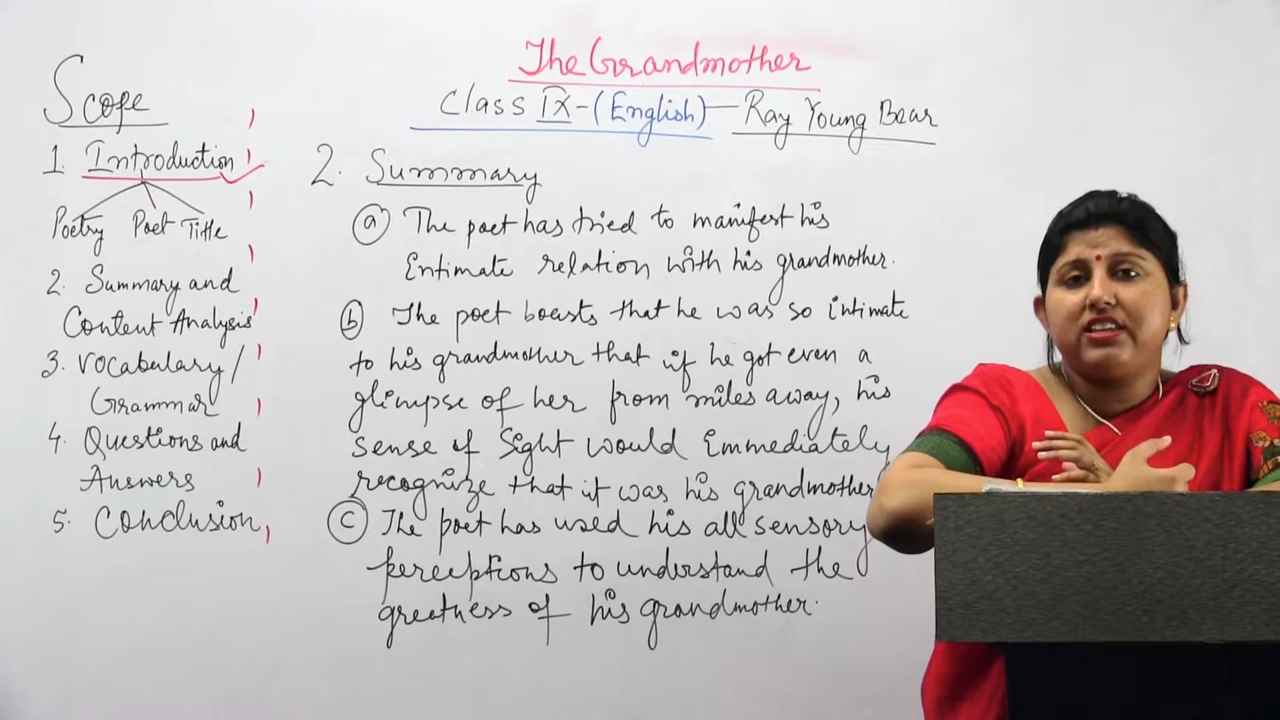 The Grandmother
Class IX - (English) - Ray Young Bear
Scope
1. Introduction
Poetry Poet Title
2. Summary and
Content Analysis
3. Vocabulary /
Grammar
4. Questions and
Answers
5. Conclusion
2. Summary
(a) The poet has tried to manifest his
Entimate relation with his grandmother.
(b) The poet boasts that he was so intimate
to his grandmother that if he got even a
glimpse of her from miles away, his
sense of Sight would Emmediately
recognize that it was his grandmother
(c) The poet has used his all sensory
perceptions to understand the
greatness of his grandmother.